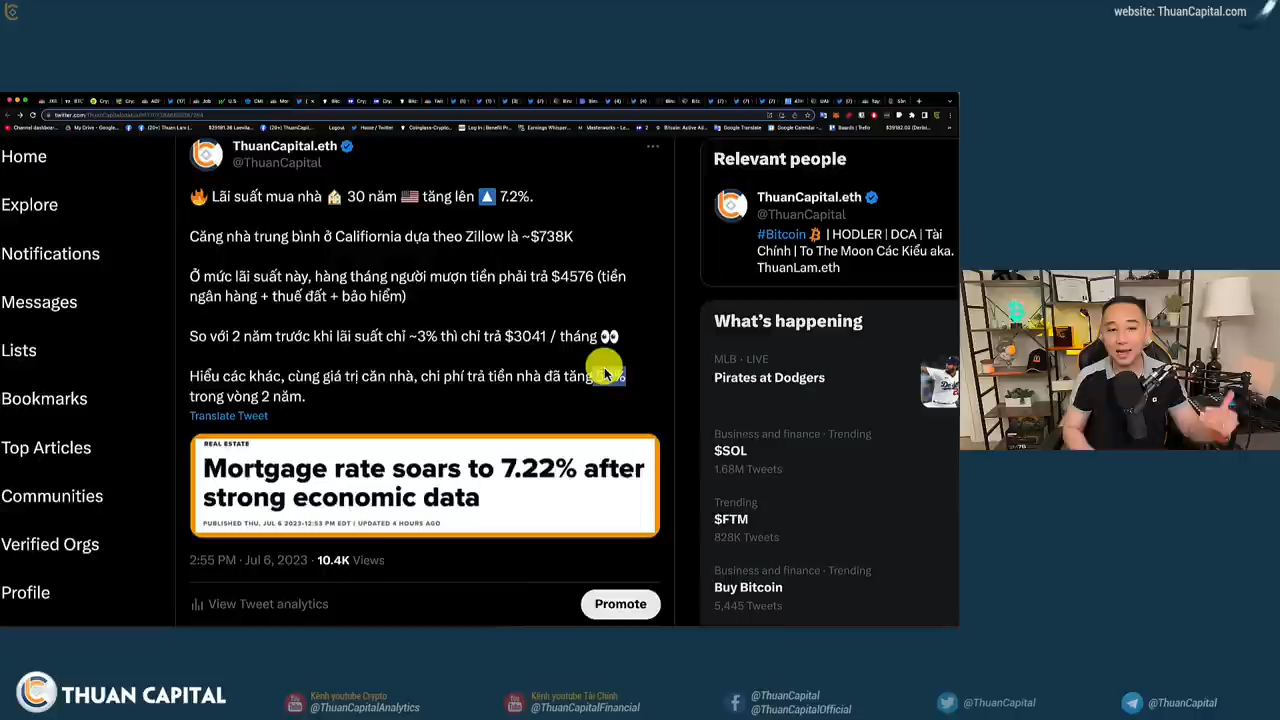 website: ThuanCapital.com
Home
Explore
Notifications
Messages
Lists
Bookmarks
Top Articles
Communities
Verified Orgs
Profile
ThuanCapital.eth
@ThuanCapital
🔥 Lãi suất mua nhà 🏠 30 năm 🇺🇸 tăng lên 🔼 7.2%.
Căng nhà trung bình ở Califiornia dựa theo Zillow là ~$738K
Ở mức lãi suất này, hàng tháng người mượn tiền phải trả $4576 (tiền
ngân hàng + thuế đất + bảo hiểm)
So với 2 năm trước khi lãi suất chỉ ~3% thì chỉ trả $3041 / tháng 👀
Hiểu các khác, cùng giá trị căn nhà, chi phí trả tiền nhà đã tăng
trong vòng 2 năm.
Translate Tweet
REAL ESTATE
Mortgage rate soars to 7.22% after
strong economic data
PUBLISHED THU, JUL 6 2023-12:53 PM EDT / UPDATED 4 HOURS AGO
2:55 PM · Jul 6, 2023 · 10.4K Views
View Tweet analytics
Promote
Relevant people
ThuanCapital.eth
@ThuanCapital
#Bitcoin | HODLER | DCA | Tài
Chính | To The Moon Các Kiểu aka.
ThuanLam.eth
What's happening
MLB · LIVE
Pirates at Dodgers
Business and finance · Trending
$SOL
1.68M Tweets
Trending
$FTM
828K Tweets
Business and finance · Trending
Buy Bitcoin
5,445 Tweets
THUAN CAPITAL
Kênh youtube Crypto
@ThuanCapitalAnalytics
Kênh youtube Tài Chính
@ThuanCapitalFinancial
@ThuanCapital
@ThuanCapitalOfficial
@ThuanCapital
@ThuanCapital